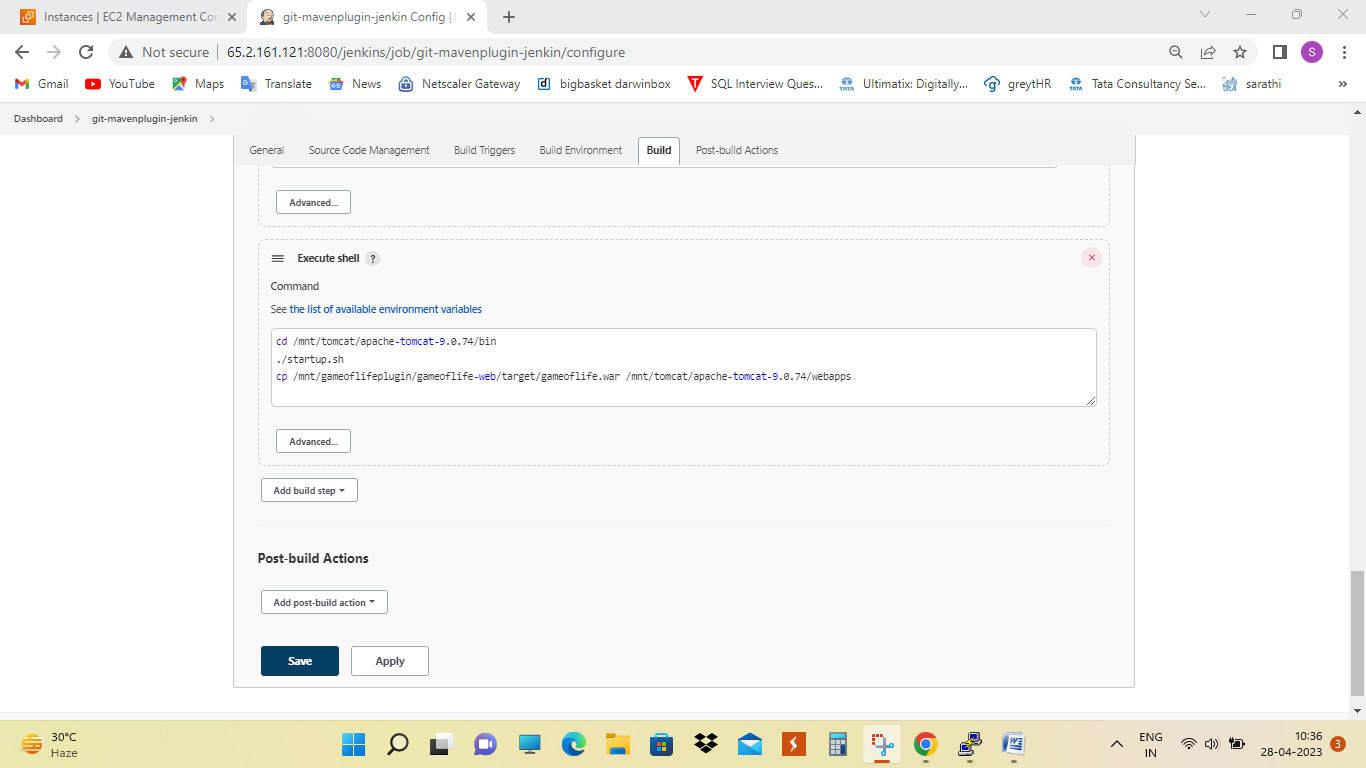 Instances | EC2 Management Con
git-mavenplugin-jenkin Config [J
Not secure
65.2.161.121:8080/jenkins/job/git-mavenplugin-jenkin/configure
S
Gmail
YouTube
Maps
Translate
News
Netscaler Gateway
bigbasket darwinbox
SQL Interview Ques...
Ultimatix: Digitally...
greytHR
Tata Consultancy Se...
sarathi
»
Dashboard
git-mavenplugin-jenkin
General
Source Code Management
Build Triggers
Build Environment
Build
Post-build Actions
Advanced...
Execute shell
?
Command
See the list of available environment variables
cd /mnt/tomcat/apache-tomcat-9.0.74/bin
./startup.sh
cp /mnt/gameoflifeplugin/gameoflife-web/target/gameoflife.war /mnt/tomcat/apache-tomcat-9.0.74/webapps
Advanced...
Add build step
Post-build Actions
Add post-build action
Save
Apply
30°C
Haze
ENG
IN
10:36
28-04-2023
3